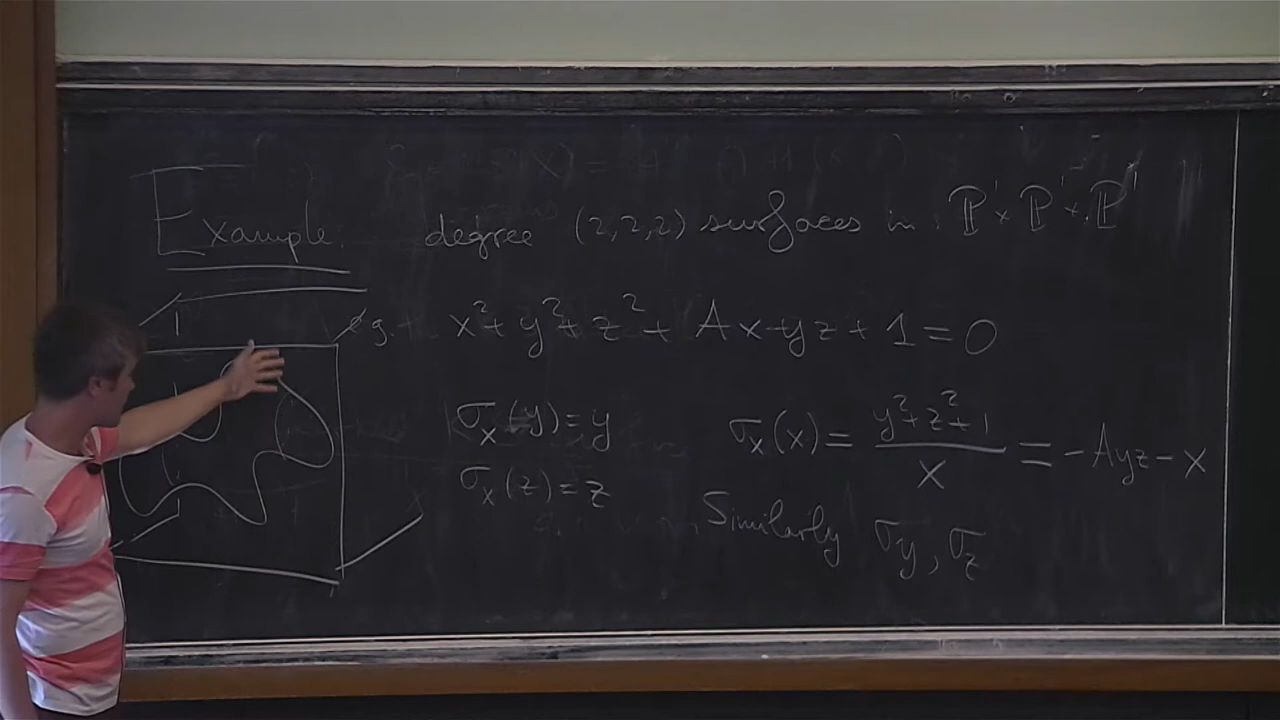 Example: degree (2,2,2) surfaces in ℙ¹ × ℙ¹ × ℙ¹
e.g. x² + y² + z² + Axyz + 1 = 0
σₓ(y) = y
σₓ(x) = (y² + z² + 1)/x = -Ayz - x
σₓ(z) = z
Similarly σ_y, σ_z